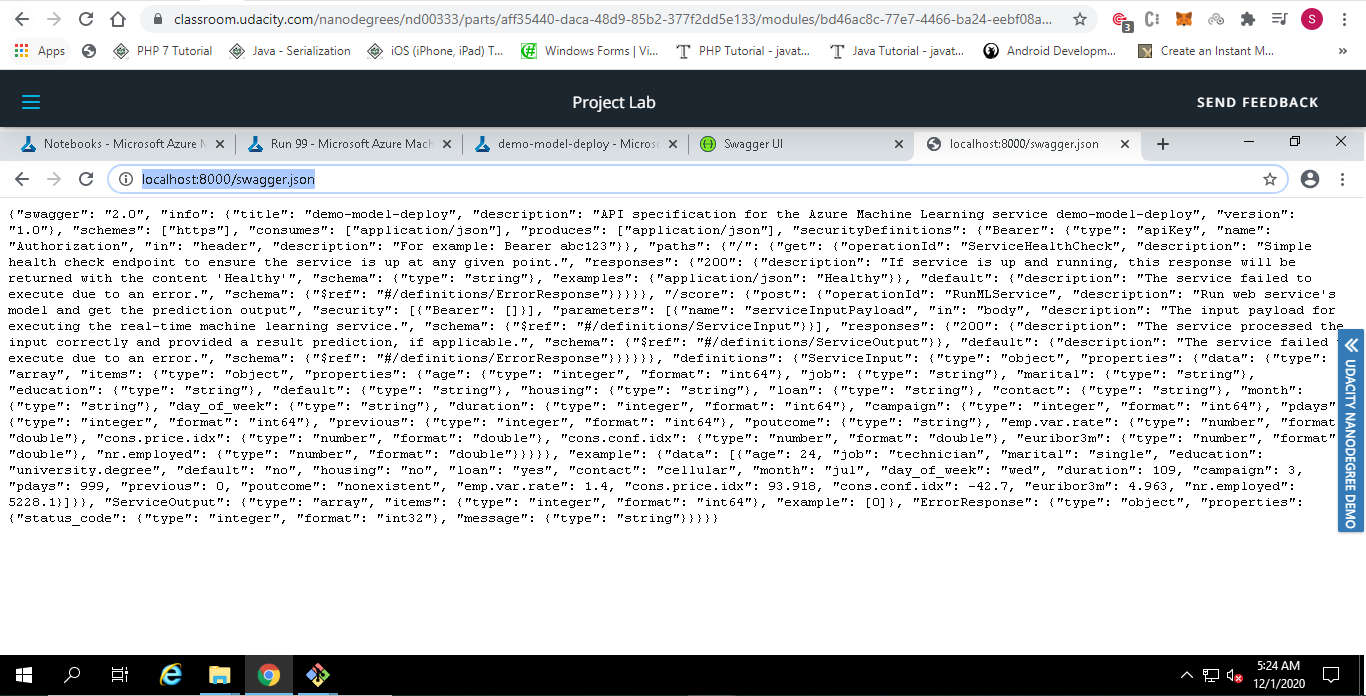 classroom.udacity.com/nanodegrees/nd00333/parts/aff35440-daca-48d9-85b2-377f2dd5e133/modules/bd46ac8c-77e7-4466-ba24-eebf08a...
3
S
Apps
PHP 7 Tutorial
Java - Serialization
iOS (iPhone, iPad) T...
Windows Forms | Vi...
PHP Tutorial - javat...
Java Tutorial - javat...
Android Developm...
Create an Instant M...
»
Project Lab
SEND FEEDBACK
Notebooks - Microsoft Azure M
Run 99 - Microsoft Azure Mach
demo-model-deploy - Micros
Swagger UI
localhost:8000/swagger.json
localhost:8000/swagger.json
{"swagger": "2.0", "info": {"title": "demo-model-deploy", "description": "API specification for the Azure Machine Learning service demo-model-deploy", "version":
"1.0"}, "schemes": ["https"], "consumes": ["application/json"], "produces": ["application/json"], "securityDefinitions": {"Bearer": {"type": "apiKey", "name":
"Authorization", "in": "header", "description": "For example: Bearer abc123"}}, "paths": {"/": {"get": {"operationId": "ServiceHealthCheck", "description": "Simple
health check endpoint to ensure the service is up at any given point.", "responses": {"200": {"description": "If service is up and running, this response will be
returned with the content 'Healthy'", "schema": {"type": "string"}, "examples": {"application/json": "Healthy"}}, "default": {"description": "The service failed to
execute due to an error.", "schema": {"$ref": "#/definitions/ErrorResponse"}}}}}, "/score": {"post": {"operationId": "RunMLService", "description": "Run web service's
model and get the prediction output", "security": [{"Bearer": []}], "parameters": [{"name": "serviceInputPayload", "in": "body", "description": "The input payload for
executing the real-time machine learning service.", "schema": {"$ref": "#/definitions/ServiceInput"}}], "responses": {"200": {"description": "The service processed the
input correctly and provided a result prediction, if applicable.", "schema": {"$ref": "#/definitions/ServiceOutput"}}, "default": {"description": "The service failed
execute due to an error.", "schema": {"$ref": "#/definitions/ErrorResponse"}}}}}}, "definitions": {"ServiceInput": {"type": "object", "properties": {"data": {"type":
"array", "items": {"type": "object", "properties": {"age": {"type": "integer", "format": "int64"}, "job": {"type": "string"}, "marital": {"type": "string"},
"education": {"type": "string"}, "default": {"type": "string"}, "housing": {"type": "string"}, "loan": {"type": "string"}, "contact": {"type": "string"}, "month":
{"type": "string"}, "day_of_week": {"type": "string"}, "duration": {"type": "integer", "format": "int64"}, "campaign": {"type": "integer", "format": "int64"}, "pdays"
{"type": "integer", "format": "int64"}, "previous": {"type": "integer", "format": "int64"}, "poutcome": {"type": "string"}, "emp.var.rate": {"type": "number", "format
"double"}, "cons.price.idx": {"type": "number", "format": "double"}, "cons.conf.idx": {"type": "number", "format": "double"}, "euribor3m": {"type": "number", "format"
"double"}, "nr.employed": {"type": "number", "format": "double"}}}}}, "example": {"data": [{"age": 24, "job": "technician", "marital": "single", "education":
"university.degree", "default": "no", "housing": "no", "loan": "yes", "contact": "cellular", "month": "jul", "day_of_week": "wed", "duration": 109, "campaign": 3,
"pdays": 999, "previous": 0, "poutcome": "nonexistent", "emp.var.rate": 1.4, "cons.price.idx": 93.918, "cons.conf.idx": -42.7, "euribor3m": 4.963, "nr.employed":
5228.1}]}}, "ServiceOutput": {"type": "array", "items": {"type": "integer", "format": "int64"}, "example": [0]}, "ErrorResponse": {"type": "object", "properties":
{"status_code": {"type": "integer", "format": "int32"}, "message": {"type": "string"}}}}}
UDACITY NANODEGREE DEMO
5:24 AM
12/1/2020